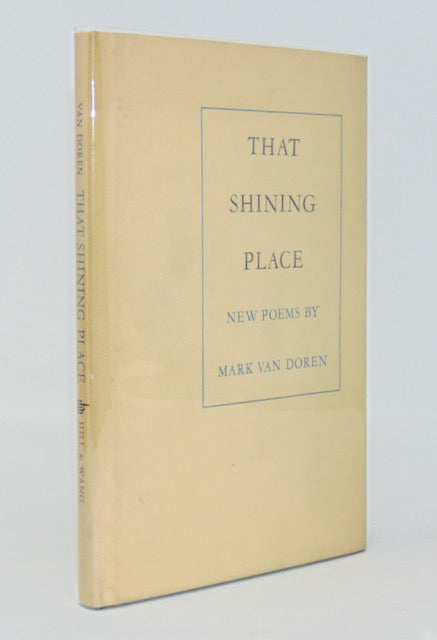 THAT
SHINING
PLACE
NEW POEMS BY
MARK VAN DOREN
VAN DOREN THAT SHINING PLACE HILL & WANG